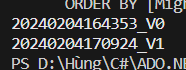 ORDER BY [Mig
20240204164353_V0
20240204170924_V1
PS D:\Hùng\C#\ADO.NE